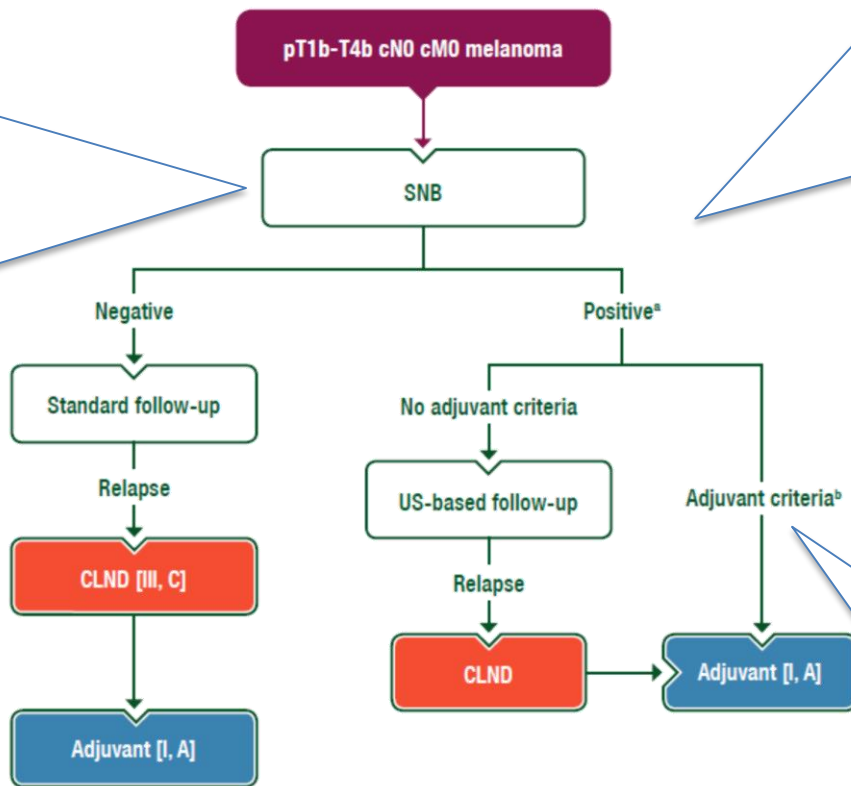 pT1b-T4b cN0 cM0 melanoma
SNB
Negative
Positiveᵃ
Standard follow-up
No adjuvant criteria
Relapse
US-based follow-up
Adjuvant criteriaᵇ
CLND [III, C]
Relapse
CLND
Adjuvant [I, A]
Adjuvant [I, A]